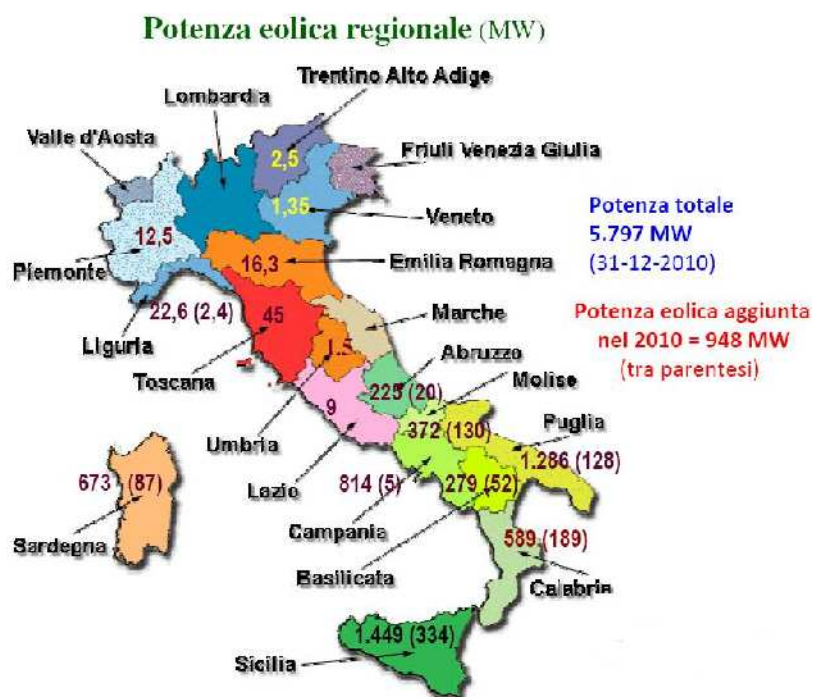 Potenza eolica regionale (MW)
Trentino Alto Adige
Lombardia
Valle d'Aosta
Friuli Venezia Giulia
2,5
1,35
Veneto
Potenza totale
5.797 MW
(31-12-2010)
12,5
Piemonte
16,3
Emilia Romagna
22,6 (2,4)
Liguria
45
Marche
Potenza eolica aggiunta
nel 2010 = 948 MW
(tra parentesi)
Toscana
1.5
Abruzzo
225 (20)
Molise
9
Umbria
372 (130)
Puglia
1.286 (128)
673 (87)
Lazio
814 (5)
279 (52)
Campania
Sardegna
589 (189)
Basilicata
Calabria
1.449 (334)
Sicilia